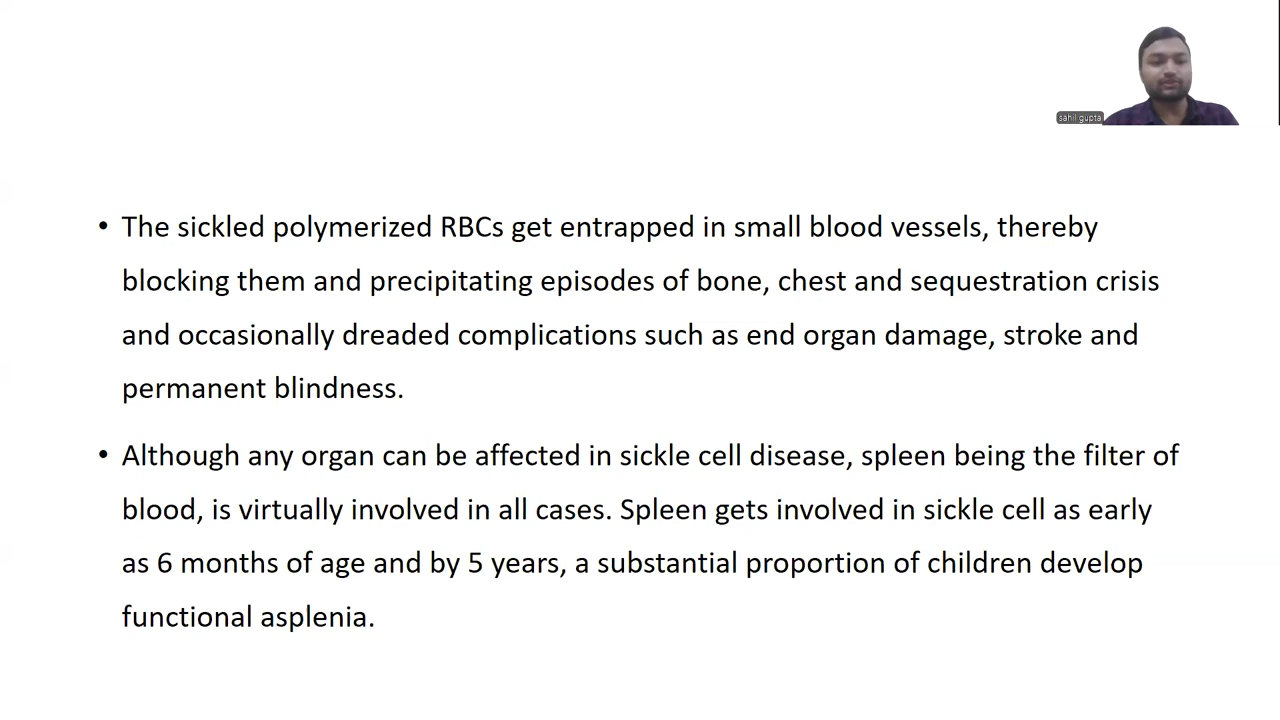 sahil gupta
• The sickled polymerized RBCs get entrapped in small blood vessels, thereby
blocking them and precipitating episodes of bone, chest and sequestration crisis
and occasionally dreaded complications such as end organ damage, stroke and
permanent blindness.
• Although any organ can be affected in sickle cell disease, spleen being the filter of
blood, is virtually involved in all cases. Spleen gets involved in sickle cell as early
as 6 months of age and by 5 years, a substantial proportion of children develop
functional asplenia.